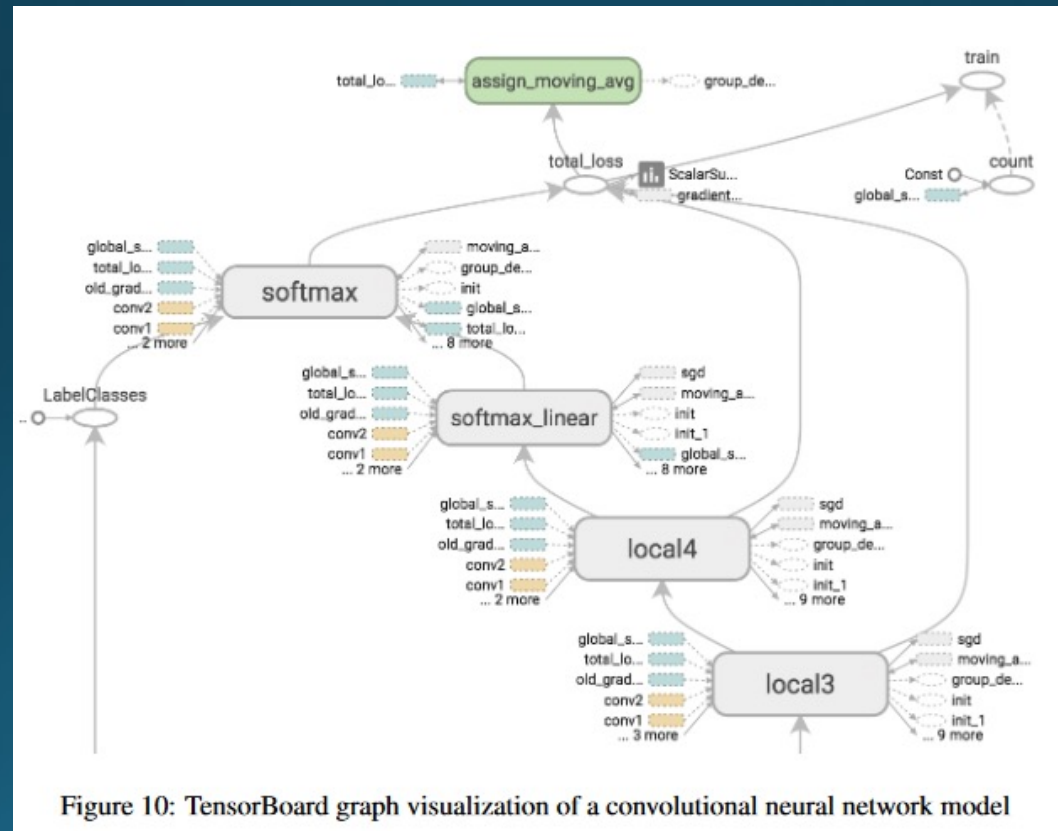 train
total_lo...
assign_moving_avg
group_de...
total_loss
ScalarSu...
gradient...
Const
count
global_s...
global_s...
total_lo...
old_grad...
conv2
conv1
... 2 more
softmax
moving_a...
group_de...
init
global_s...
total_lo...
... 8 more
LabelClasses
..
global_s...
total_lo...
old_grad...
conv2
conv1
... 2 more
softmax_linear
sgd
moving_a...
init
init_1
global_s...
... 8 more
global_s...
total_lo...
old_grad...
conv2
conv1
... 2 more
local4
sgd
moving_a...
group_de...
init
init_1
... 9 more
global_s...
total_lo...
old_grad...
conv2
conv1
... 3 more
local3
sgd
moving_a...
group_de...
init
init_1
... 9 more
Figure 10: TensorBoard graph visualization of a convolutional neural network model